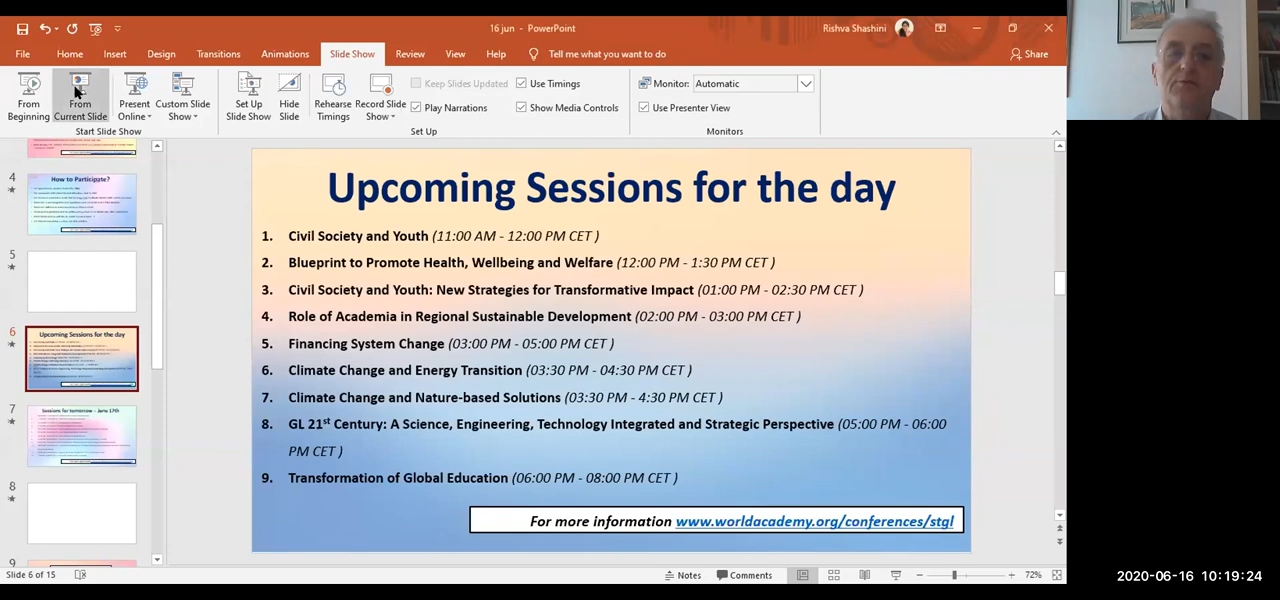 16 jun - PowerPoint
Rishva Shashini
File Home Insert Design Transitions Animations Slide Show Review View Help Tell me what you want to do Share
From Beginning
From Current Slide
Present Online
Custom Slide Show
Set Up Slide Show
Hide Slide
Rehearse Timings
Record Slide Show
Keep Slides Updated
Use Timings
Play Narrations
Show Media Controls
Monitor: Automatic
Use Presenter View
Start Slide Show
Set Up
Monitors
4
How to Participate?
5
6
Upcoming Sessions for the day
7
Sessions for tomorrow - June 17th
8
9
Upcoming Sessions for the day
1. Civil Society and Youth (11:00 AM - 12:00 PM CET )
2. Blueprint to Promote Health, Wellbeing and Welfare (12:00 PM - 1:30 PM CET )
3. Civil Society and Youth: New Strategies for Transformative Impact (01:00 PM - 02:30 PM CET )
4. Role of Academia in Regional Sustainable Development (02:00 PM - 03:00 PM CET )
5. Financing System Change (03:00 PM - 05:00 PM CET )
6. Climate Change and Energy Transition (03:30 PM - 04:30 PM CET )
7. Climate Change and Nature-based Solutions (03:30 PM - 4:30 PM CET )
8. GL 21st Century: A Science, Engineering, Technology Integrated and Strategic Perspective (05:00 PM - 06:00
PM CET )
9. Transformation of Global Education (06:00 PM - 08:00 PM CET )
For more information www.worldacademy.org/conferences/stgl
Slide 6 of 15
Notes Comments 72%
2020-06-16 10:19:24